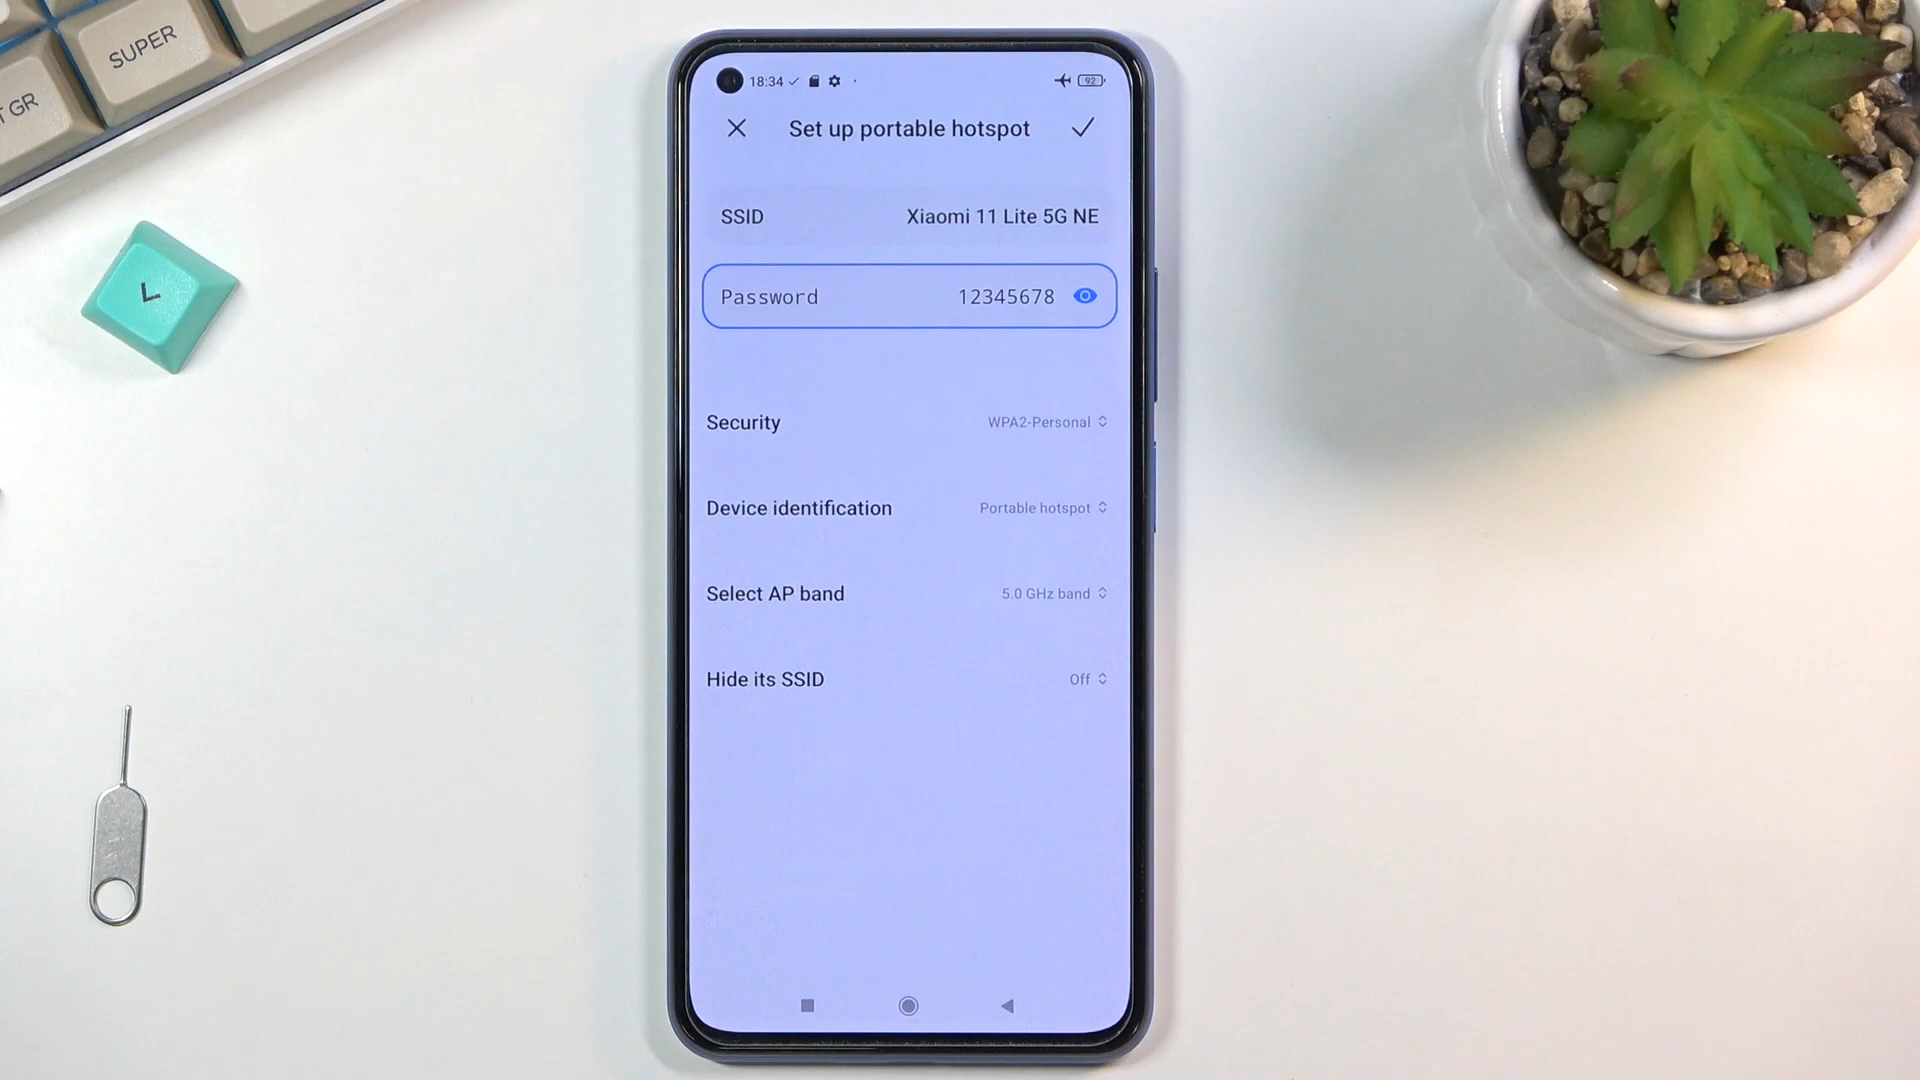 SUPER
T GR
L
18:34 92
Set up portable hotspot
SSID Xiaomi 11 Lite 5G NE
Password 12345678
Security WPA2-Personal
Device identification Portable hotspot
Select AP band 5.0 GHz band
Hide its SSID Off